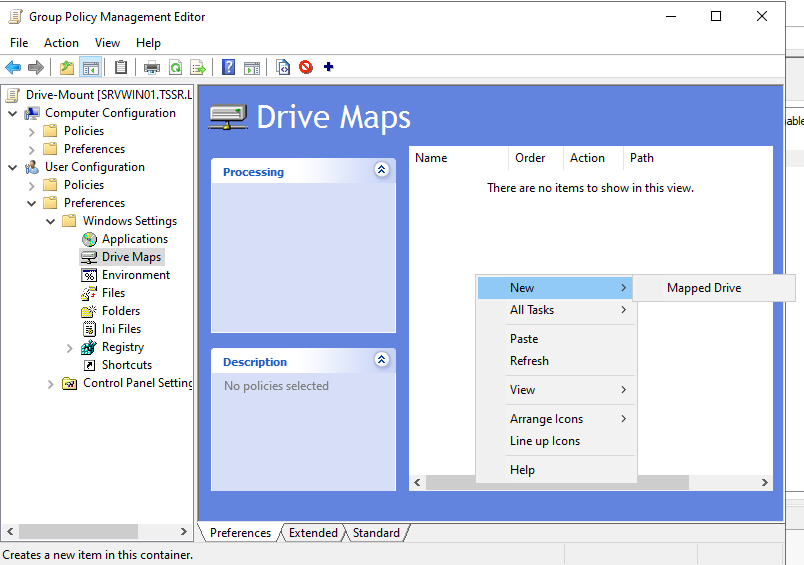 Group Policy Management Editor
File Action View Help
Drive-Mount [SRVWIN01.TSSR.L
Computer Configuration
Policies
Preferences
User Configuration
Policies
Preferences
Windows Settings
Applications
Drive Maps
Environment
Files
Folders
Ini Files
Registry
Shortcuts
Control Panel Setting
Drive Maps
Processing
Description
No policies selected
Name Order Action Path
There are no items to show in this view.
New
Mapped Drive
All Tasks
Paste
Refresh
View
Arrange Icons
Line up Icons
Help
Preferences Extended Standard
Creates a new item in this container.